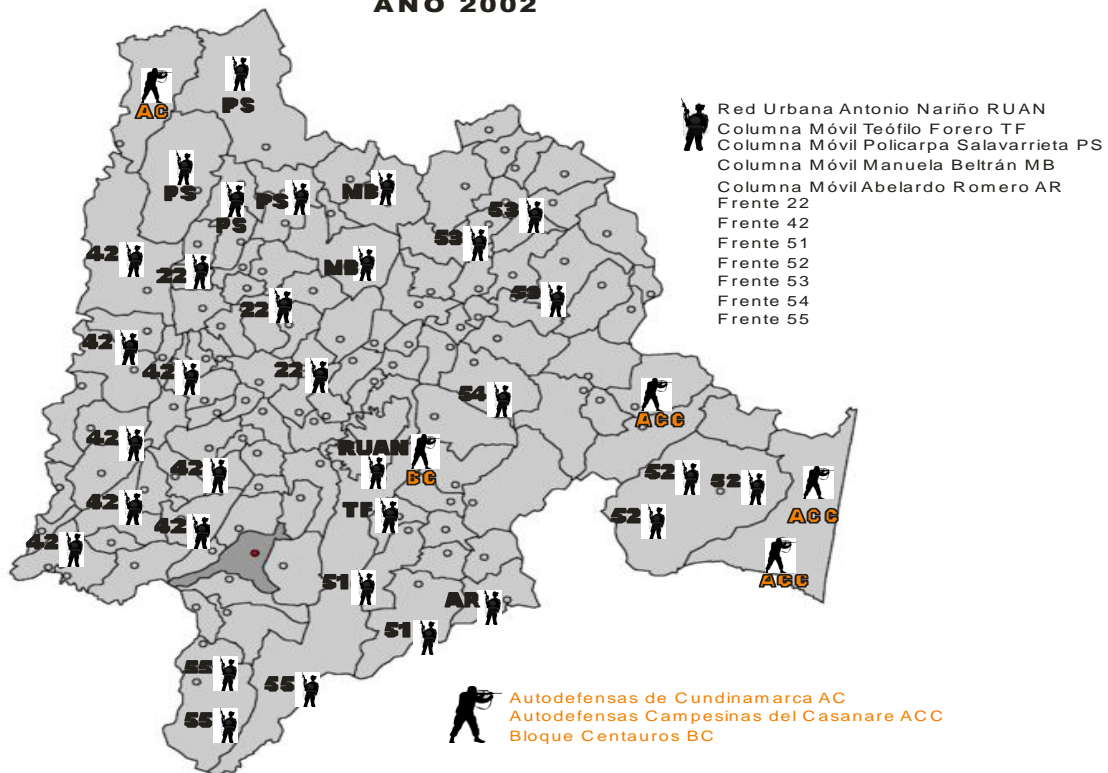 AÑO 2002
PS
AC
Red Urbana Antonio Nariño RUAN
Columna Móvil Teófilo Forero TF
Columna Móvil Policarpa Salavarrieta PS
Columna Móvil Manuela Beltrán MB
Columna Móvil Abelardo Romero AR
Frente 22
Frente 42
Frente 51
Frente 52
Frente 53
Frente 54
Frente 55
PS
PS
PS
MB
53
53
42
22
MB
22
53
42
42
22
54
ACC
42
RUAN
BC
42
52
52
ACC
42
TF
52
42
42
ACC
51
AR
51
55
55
55
Autodefensas de Cundinamarca AC
Autodefensas Campesinas del Casanare ACC
Bloque Centauros BC